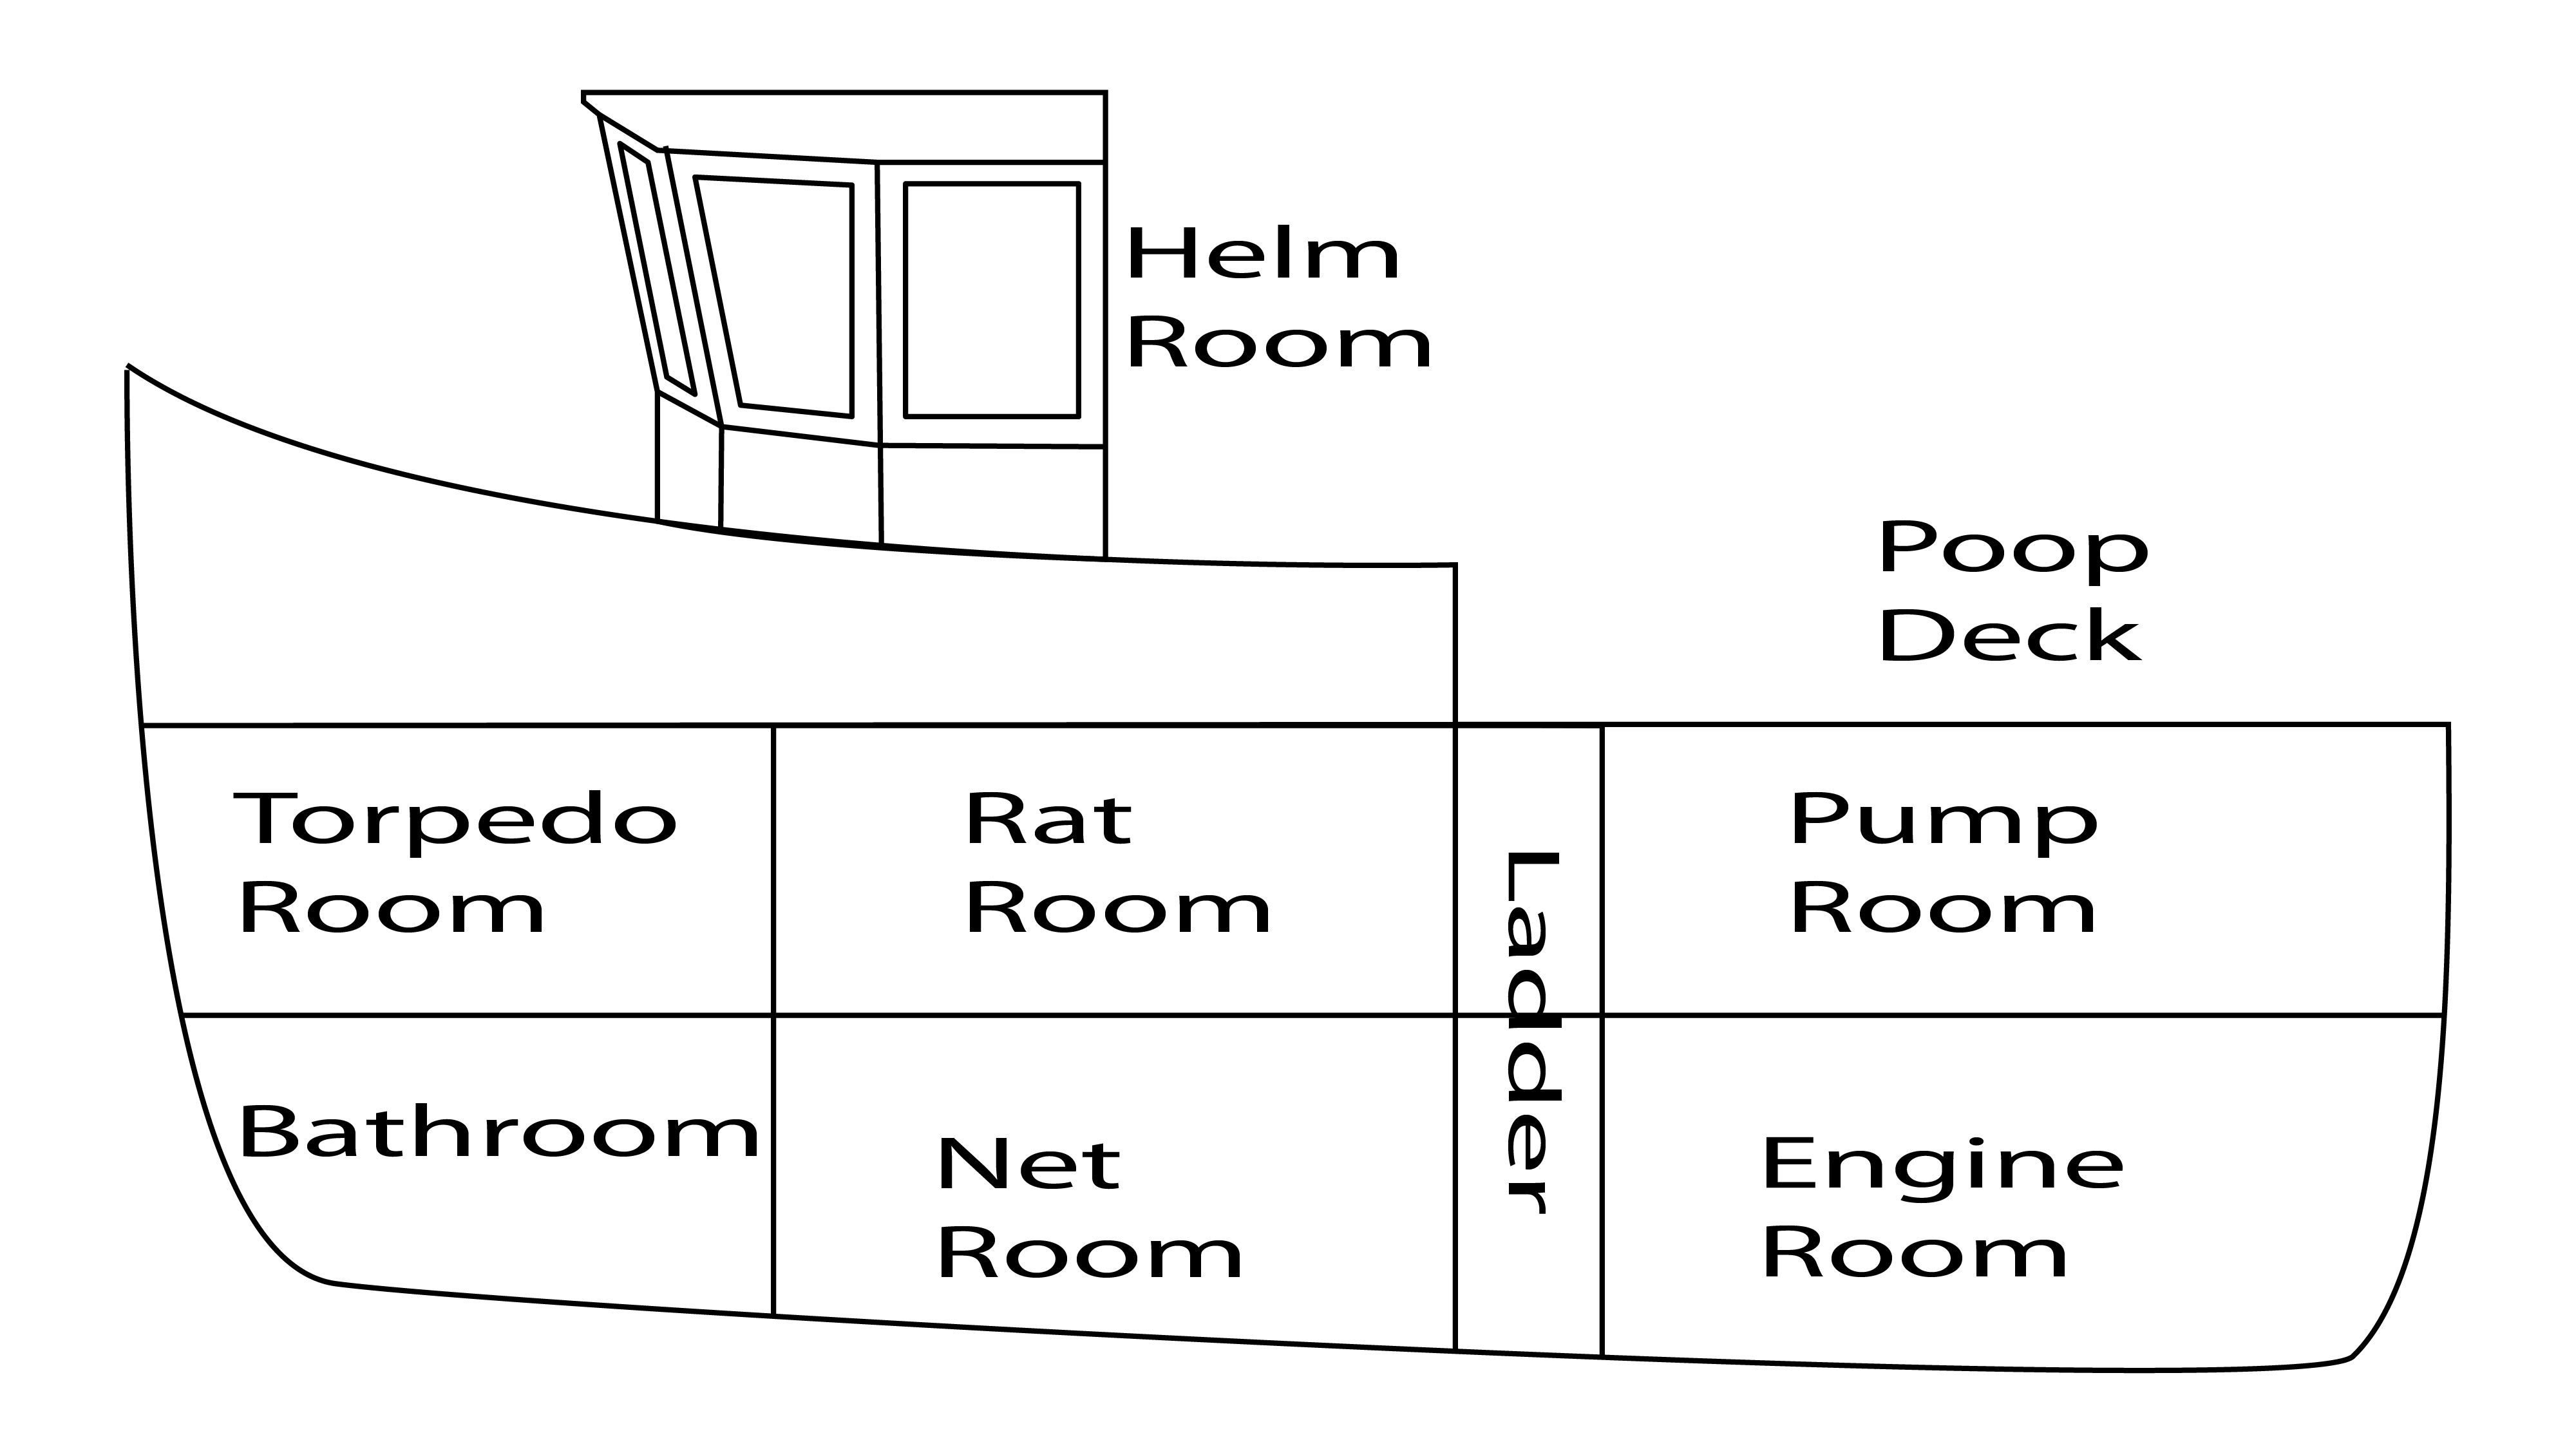 Helm
Room
Poop
Deck
Torpedo
Room
Rat
Room
Ladder
Pump
Room
Bathroom
Net
Room
Engine
Room